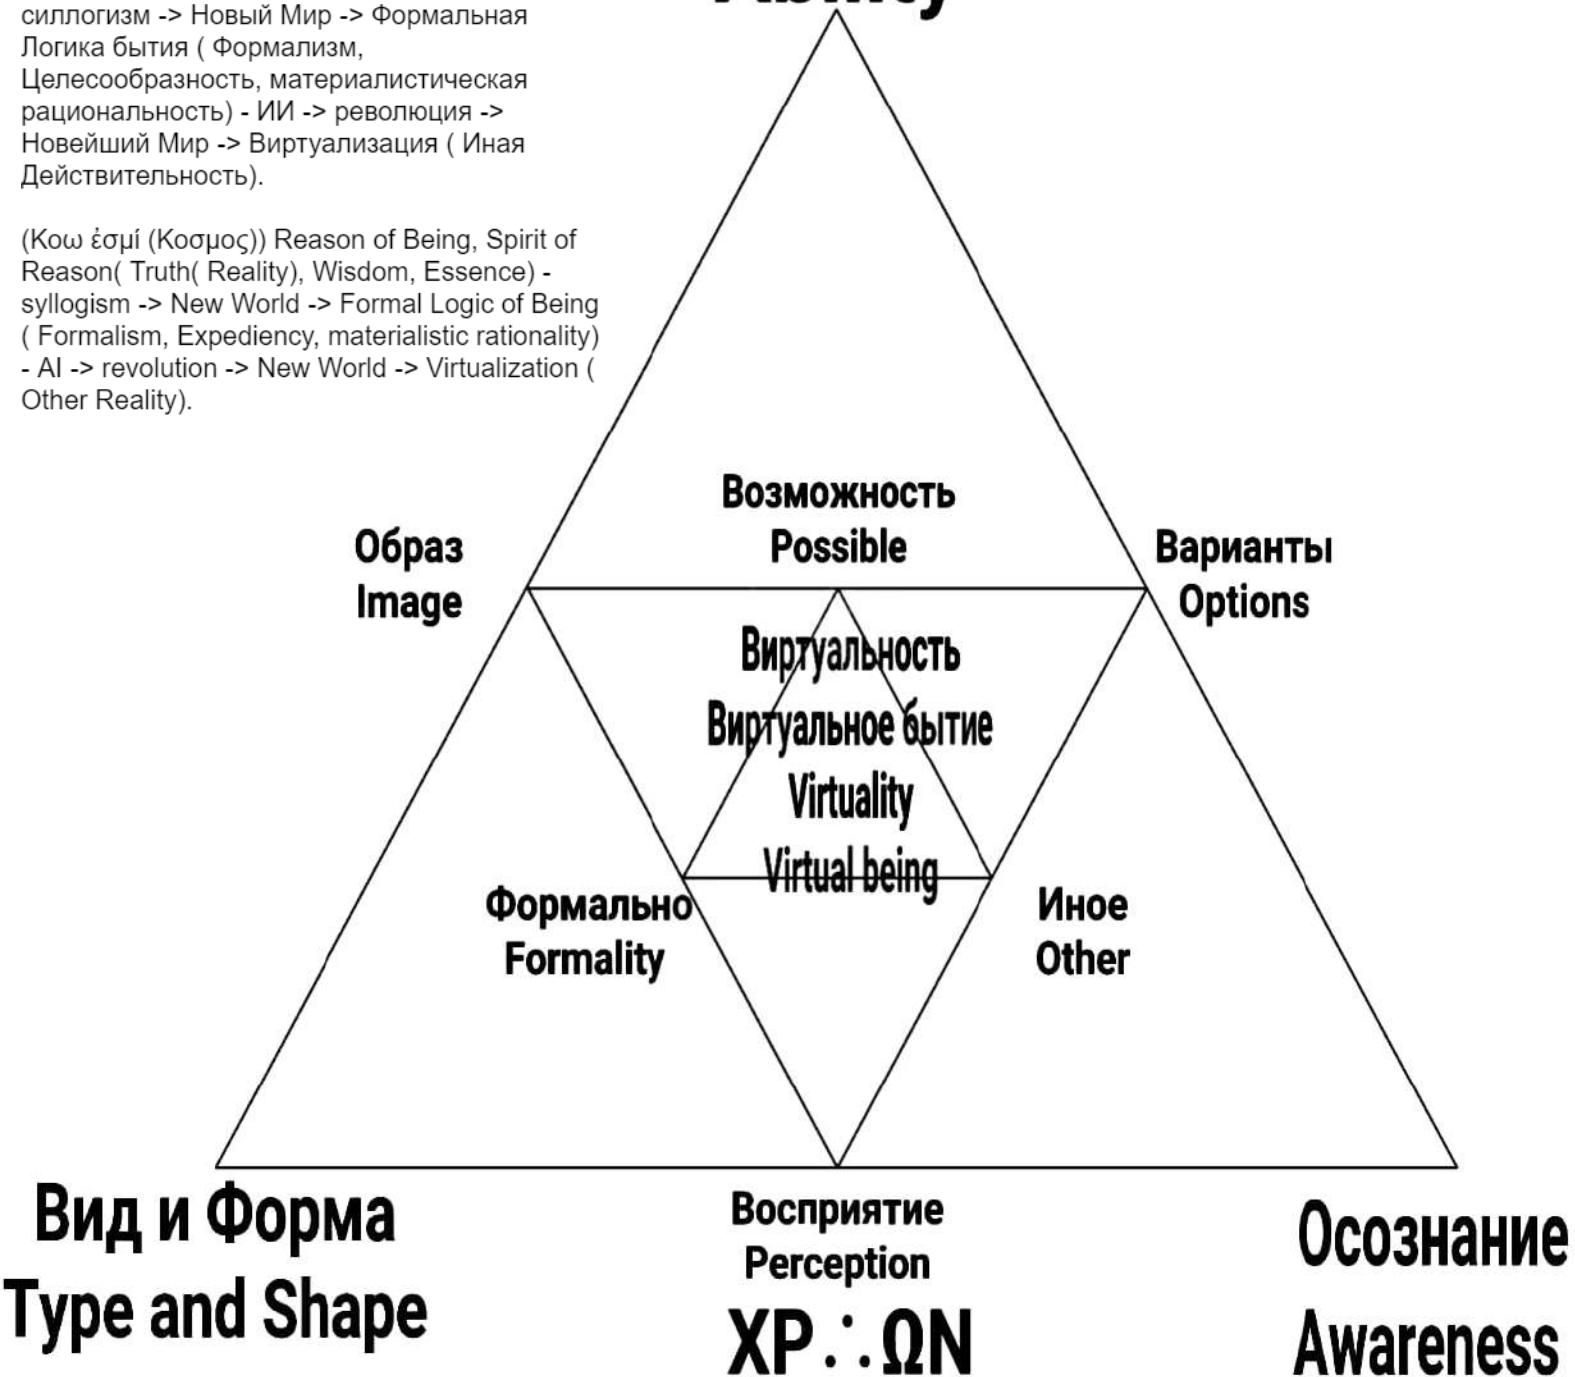 Ability
силлогизм -> Новый Мир -> Формальная
Логика бытия ( Формализм,
Целесообразность, материалистическая
рациональность) - ИИ -> революция ->
Новейший Мир -> Виртуализация ( Иная
Действительность).
(Κοω ἐσμί (Κοσμος)) Reason of Being, Spirit of
Reason( Truth( Reality), Wisdom, Essence) -
syllogism -> New World -> Formal Logic of Being
( Formalism, Expediency, materialistic rationality)
- AI -> revolution -> New World -> Virtualization (
Other Reality).
Возможность
Possible
Образ
Image
Варианты
Options
Виртуальность
Виртуальное бытие
Virtuality
Virtual being
Формально
Formality
Иное
Other
Вид и Форма
Type and Shape
Восприятие
Perception
ΧΡ∴ΩΝ
Осознание
Awareness